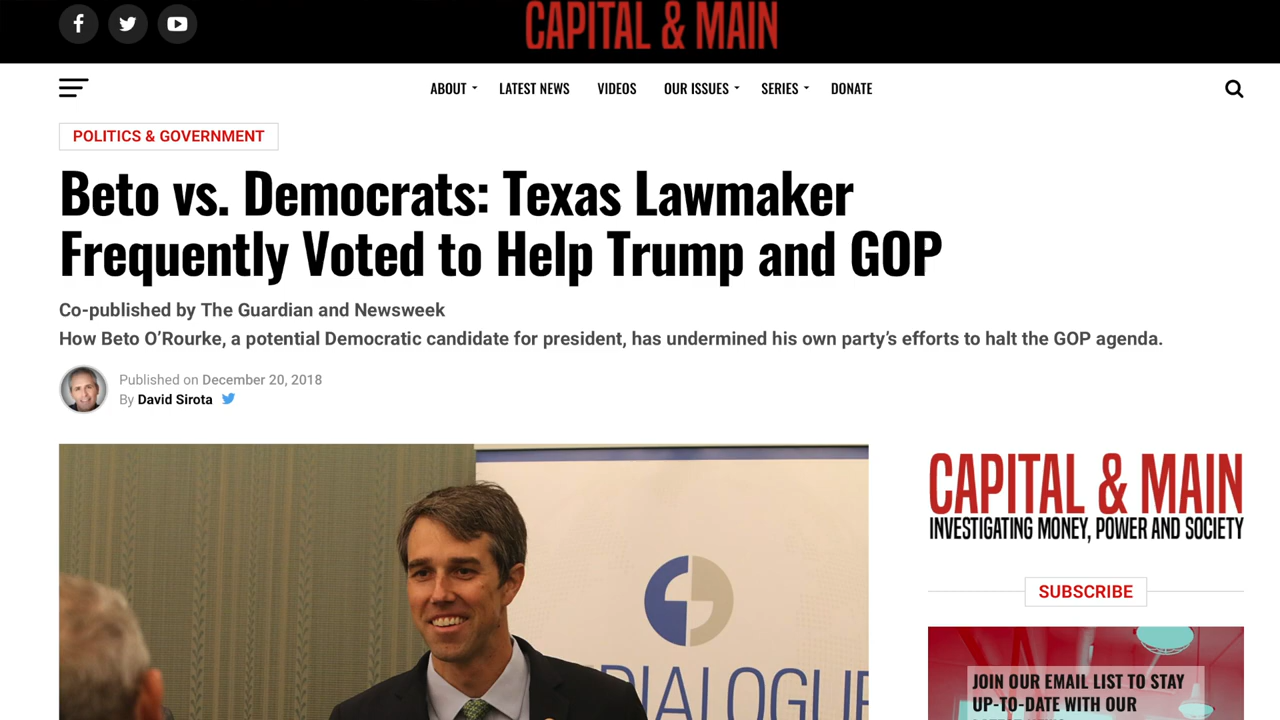 CAPITAL & MAIN
ABOUT LATEST NEWS VIDEOS OUR ISSUES SERIES DONATE
POLITICS & GOVERNMENT
Beto vs. Democrats: Texas Lawmaker
Frequently Voted to Help Trump and GOP
Co-published by The Guardian and Newsweek
How Beto O’Rourke, a potential Democratic candidate for president, has undermined his own party’s efforts to halt the GOP agenda.
Published on December 20, 2018
By David Sirota
DIALOGUE
CAPITAL & MAIN
INVESTIGATING MONEY, POWER AND SOCIETY
SUBSCRIBE
JOIN OUR EMAIL LIST TO STAY
UP-TO-DATE WITH OUR